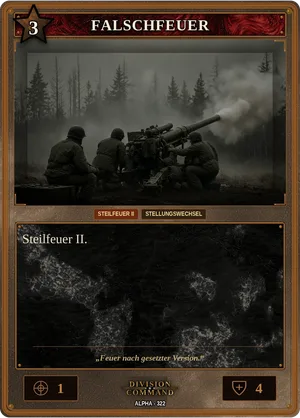 3
FALSCHFEUER
STEILFEUER II
STELLUNGSWECHSEL
Steilfeuer II.
„Feuer nach gesetzter Version.“
1
DIVISION
COMMAND
4
ALPHA · 322